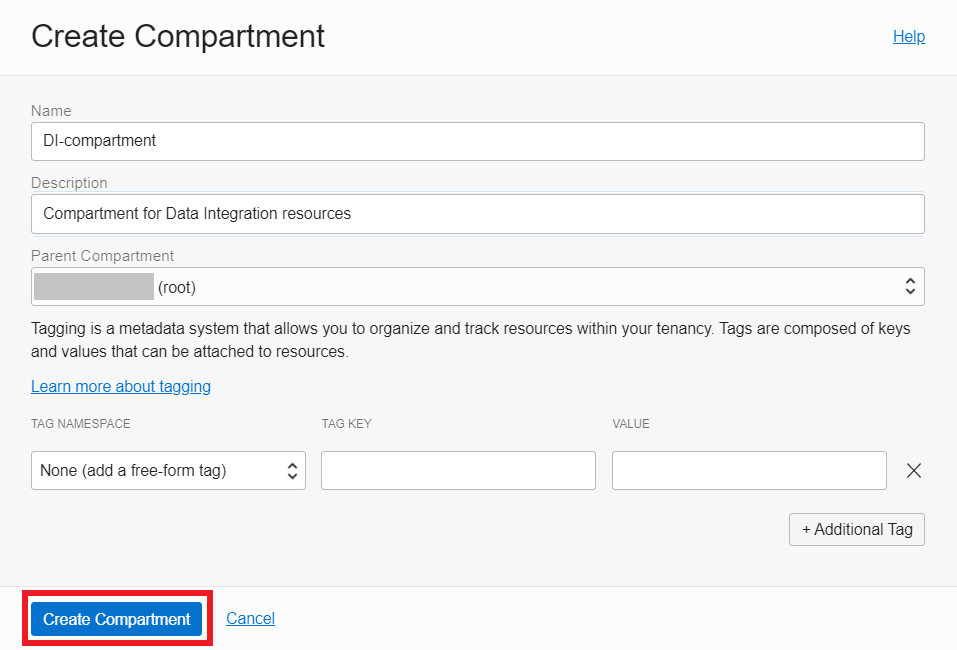 Create Compartment
Help
Name
DI-compartment
Description
Compartment for Data Integration resources
Parent Compartment
(root)
Tagging is a metadata system that allows you to organize and track resources within your tenancy. Tags are composed of keys
and values that can be attached to resources.
Learn more about tagging
TAG NAMESPACE TAG KEY VALUE
None (add a free-form tag)
+ Additional Tag
Create Compartment Cancel